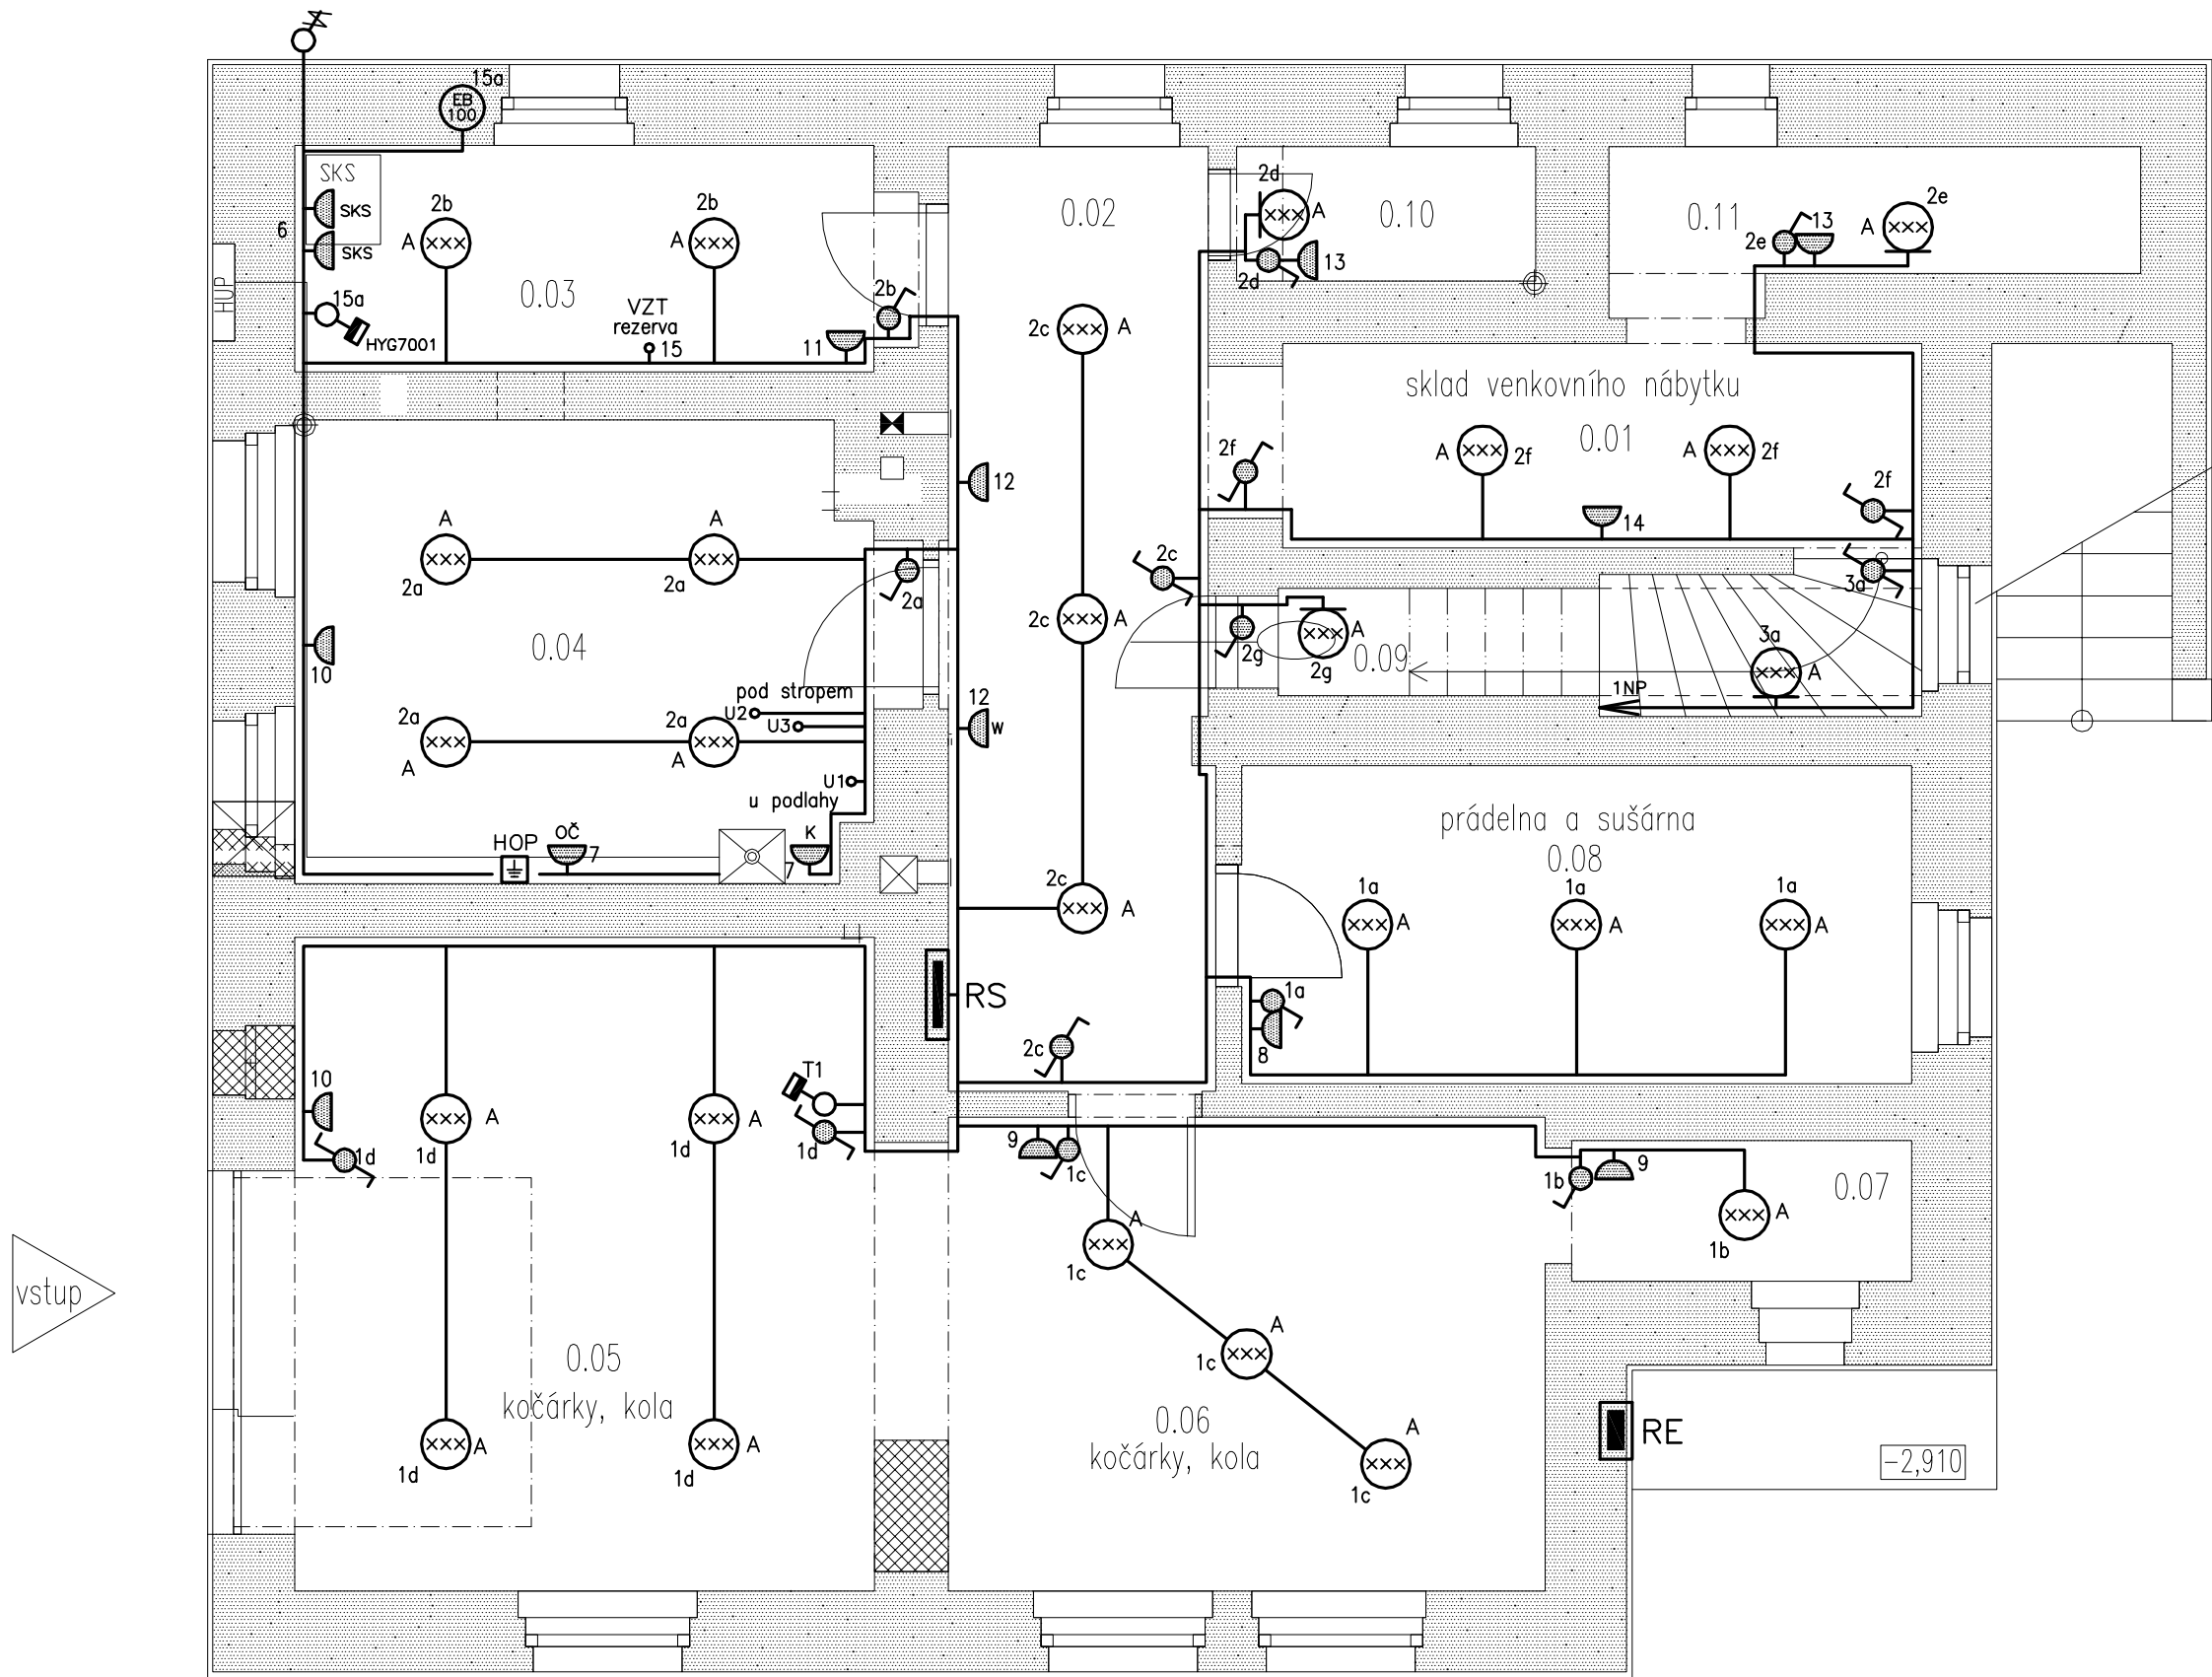 15a
EB
100
SKS
SKS
6
SKS
2b
A
2b
A
0.02
2d
A
0.10
0.11
2e
13
2e
A
13
2d
HUP
15a
HYG7001
0.03
VZT
rezerva
15
2b
11
2c
A
sklad venkovního nábytku
0.01
A
2f
A
2f
2f
2f
12
14
A
2a
A
2a
2a
2c
3a
10
0.04
2c
A
2g
A
2g
0.09
3a
A
1NP
pod stropem
U2
U3
12
W
2a
A
2a
A
U1
u podlahy
HOP
OČ
7
K
7
prádelna a sušárna
0.08
2c
A
1a
A
1a
A
1a
A
RS
1a
8
2c
10
1d
A
1d
A
1d
T1
1d
9
1c
1b
9
0.07
A
1b
A
1c
vstup
0.05
kočárky, kola
A
1c
A
1d
A
1d
0.06
kočárky, kola
A
1c
RE
-2,910